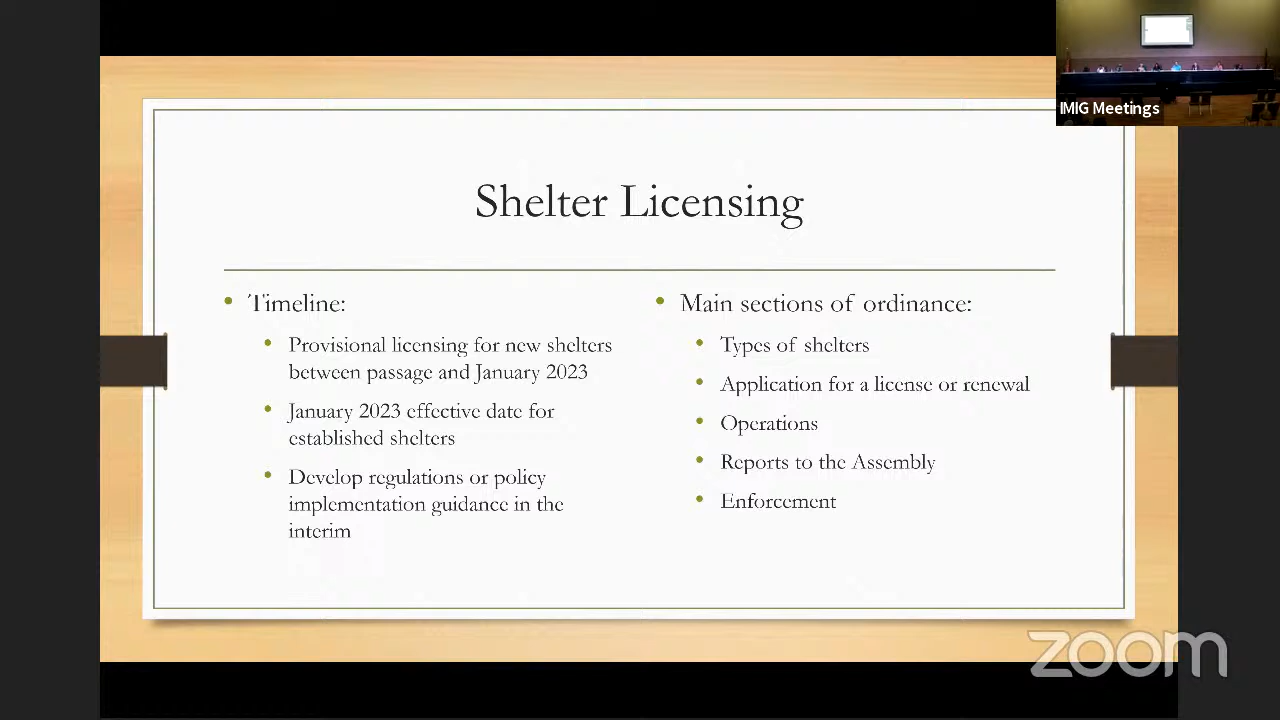 IMIG Meetings
Shelter Licensing
• Timeline:
• Provisional licensing for new shelters
between passage and January 2023
• January 2023 effective date for
established shelters
• Develop regulations or policy
implementation guidance in the
interim
• Main sections of ordinance:
• Types of shelters
• Application for a license or renewal
• Operations
• Reports to the Assembly
• Enforcement
zoom